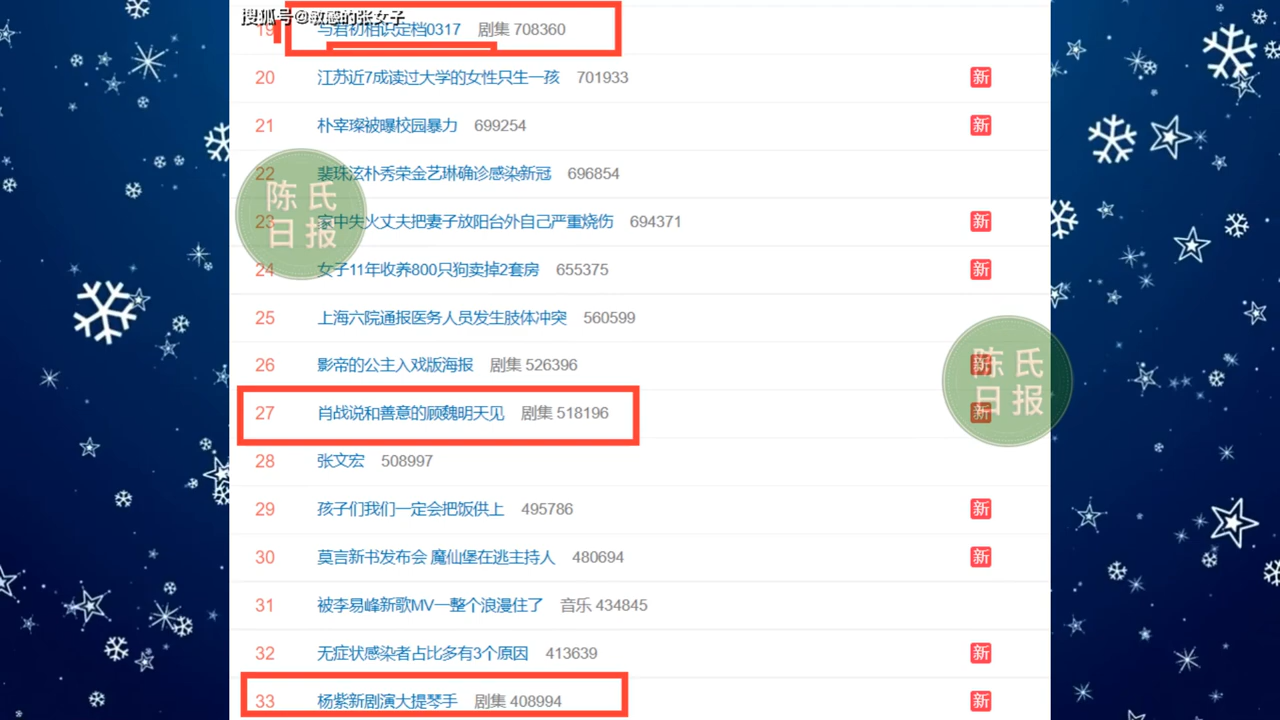 搜狐号@敏感的张女子
19 与君初相识定档0317 剧集 708360
20 江苏近7成读过大学的女性只生一孩 701933 新
21 朴宰璨被曝校园暴力 699254 新
22 裴珠泫朴秀荣金艺琳确诊感染新冠 696854
陈氏
日报
23 家中失火丈夫把妻子放阳台外自己严重烧伤 694371 新
24 女子11年收养800只狗卖掉2套房 655375 新
25 上海六院通报医务人员发生肢体冲突 560599
26 影帝的公主入戏版海报 剧集 526396 新
陈氏
日报
27 肖战说和善意的顾魏明天见 剧集 518196 新
28 张文宏 508997
29 孩子们我们一定会把饭供上 495786 新
30 莫言新书发布会 魔仙堡在逃主持人 480694 新
31 被李易峰新歌MV一整个浪漫住了 音乐 434845
32 无症状感染者占比多有3个原因 413639 新
33 杨紫新剧演大提琴手 剧集 408994 新